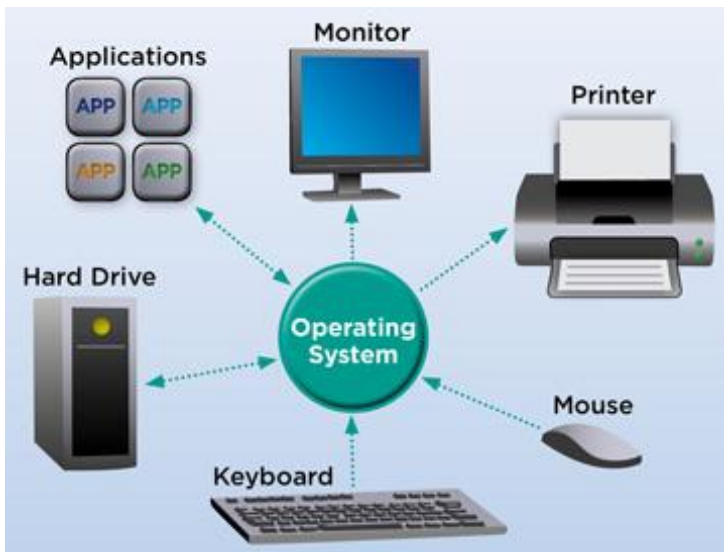 Monitor
Applications
APP APP
APP APP
Printer
Hard Drive
Operating
System
Mouse
Keyboard